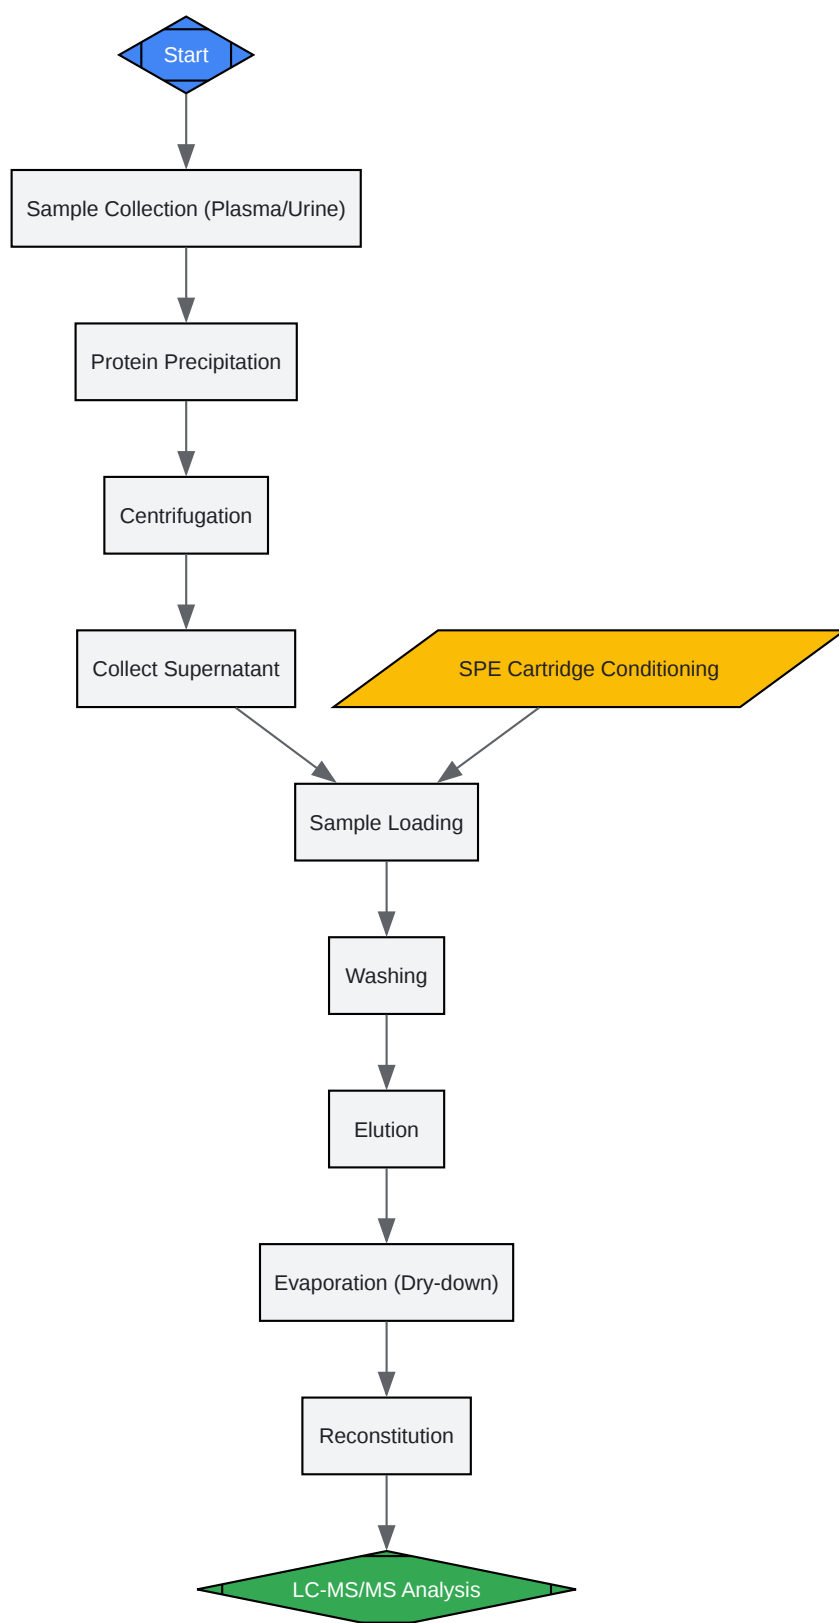 Start
Sample Collection (Plasma/Urine)
Protein Precipitation
Centrifugation
Collect Supernatant
SPE Cartridge Conditioning
Sample Loading
Washing
Elution
Evaporation (Dry-down)
Reconstitution
LC-MS/MS Analysis